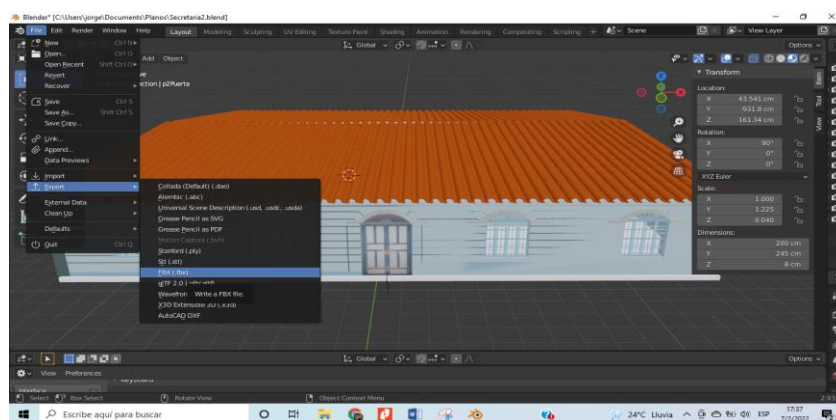 Blender* [C:\Users\jorge\Documents\Planos\Secretaria2.blend]
File Edit Render Window Help Layout Modeling Sculpting UV Editing Texture Paint Shading Animation Rendering Compositing Scripting + Scene View Layer
New Ctrl N
Open... Ctrl O
Open Recent Shift Ctrl O
Revert
Recover
Save Ctrl S
Save As... Shift Ctrl S
Save Copy...
Link...
Append...
Data Previews
Import
Export
External Data
Clean Up
Defaults
Quit Ctrl Q
Add Object
Global
Options
Collada (Default) (.dae)
Alembic (.abc)
Universal Scene Description (.usd, .usdc, .usda)
Grease Pencil as SVG
Grease Pencil as PDF
Motion Capture (.bvh)
Stanford (.ply)
Stl (.stl)
FBX (.fbx)
Write a FBX file.
X3D Extensible 3D (.x3d)
AutoCAD DXF
Transform
Location:
X 43.541 cm
Y 931.8 cm
Z 161.34 cm
Rotation:
X 90°
Y 0°
Z 0°
XYZ Euler
Scale:
X 1.000
Y 1.225
Z 0.040
Dimensions:
X 200 cm
Y 245 cm
Z 8 cm
Item
Tool
View
Global
Options
View Preferences
Select Box Select Rotate View Object Context Menu
Escribe aquí para buscar
24°C Lluvia
ESP
17:37
7/2/2022